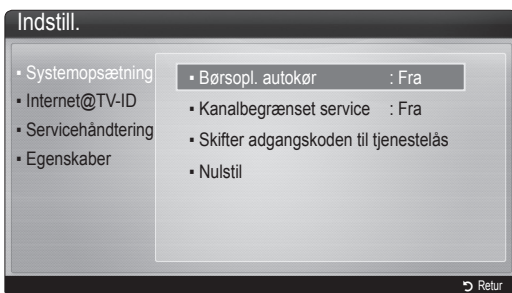 Indstill.
▪ Systemopsætning
▪ Internet@TV-ID
▪ Servicehåndtering
▪ Egenskaber
▪ Børsopl. autokør : Fra
▪ Kanalbegrænset service : Fra
▪ Skifter adgangskoden til tjenestelås
▪ Nulstil
Retur